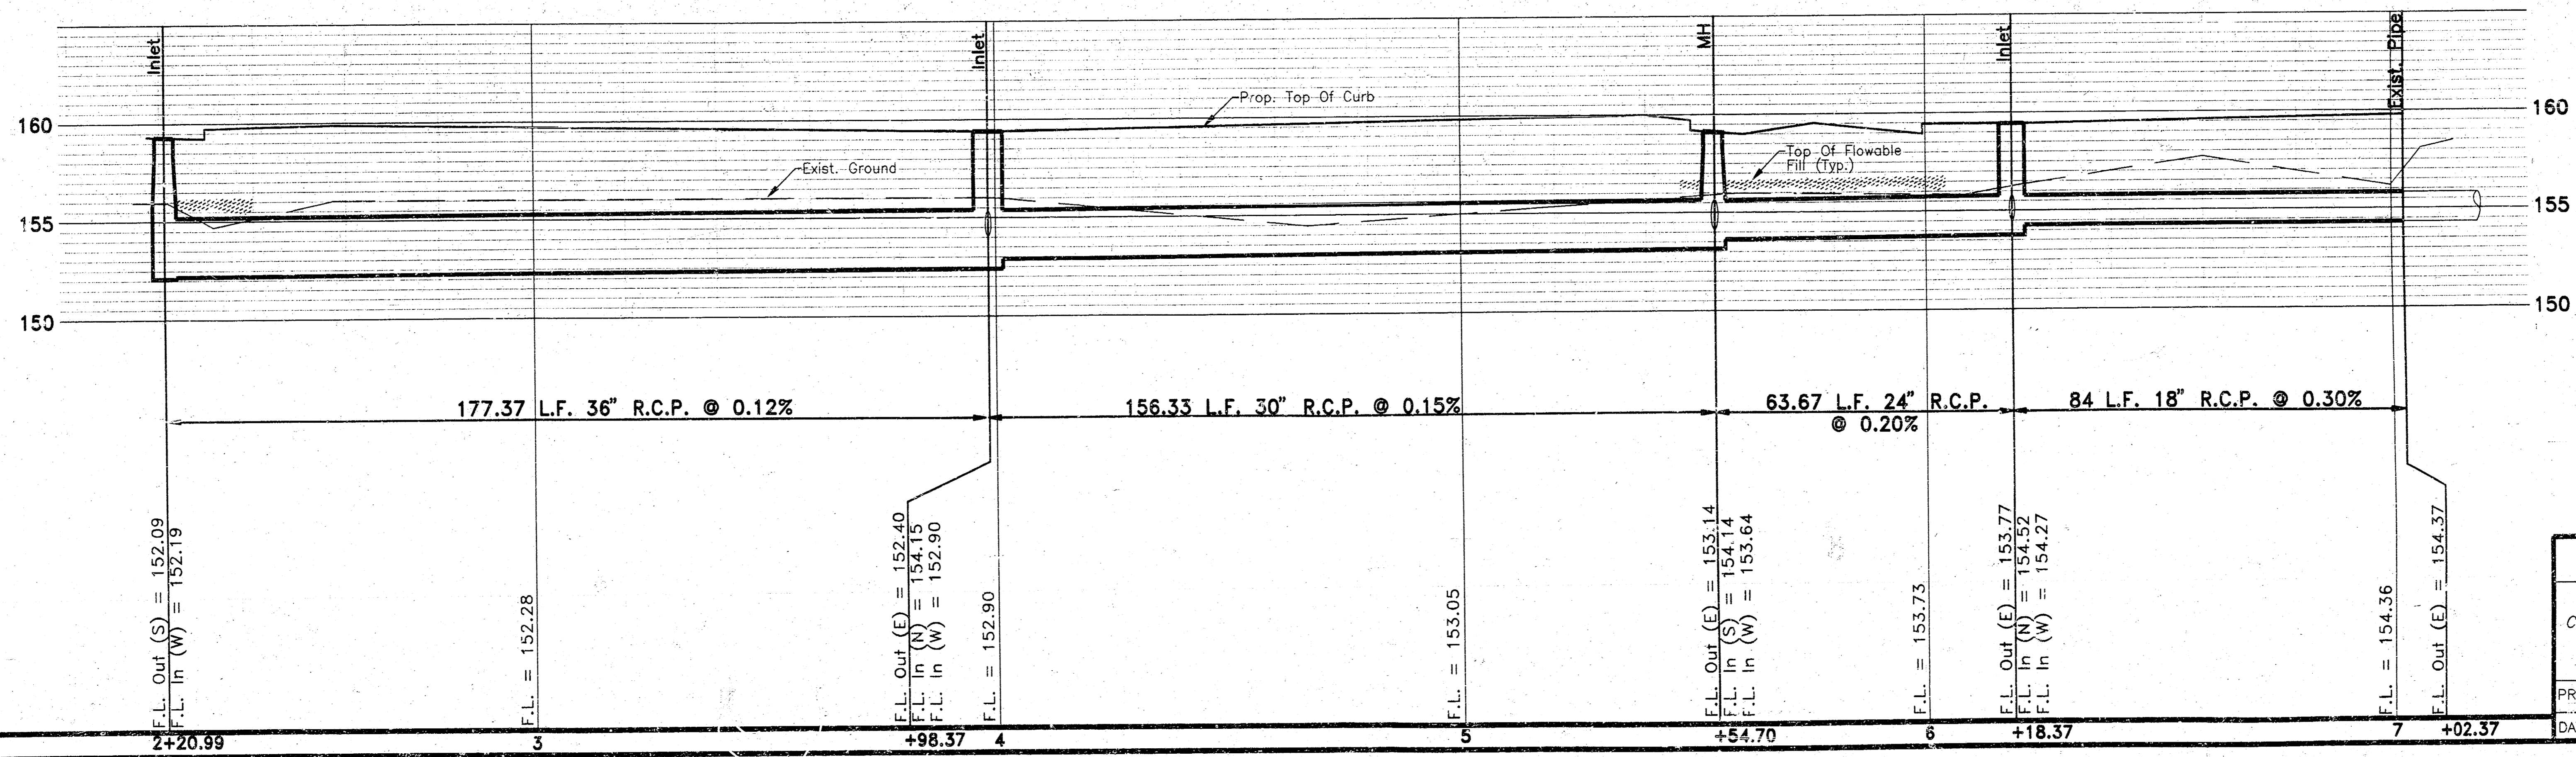 Inlet
Inlet
MH
Inlet
Exist. Pipe
160
160
Prop. Top Of Curb
Exist. Ground
Top Of Flowable
Fill (Typ.)
155
155
150
150
177.37 L.F. 36" R.C.P. @ 0.12%
156.33 L.F. 30" R.C.P. @ 0.15%
63.67 L.F. 24" R.C.P.
@ 0.20%
84 L.F. 18" R.C.P. @ 0.30%
F.L. Out (S) = 152.09
F.L. In (W) = 152.19
F.L. = 152.28
F.L. Out (E) = 152.40
F.L. In (N) = 154.15
F.L. In (W) = 152.90
F.L. = 152.90
F.L. = 153.05
F.L. Out (E) = 153.14
F.L. In (S) = 154.14
F.L. In (W) = 153.64
F.L. = 153.73
F.L. Out (E) = 153.77
F.L. In (N) = 154.52
F.L. In (W) = 154.27
F.L. = 154.36
F.L. Out (E) = 154.37
2+20.99
3
+98.37
4
5
+54.70
6
+18.37
7
+02.37
PR
DA